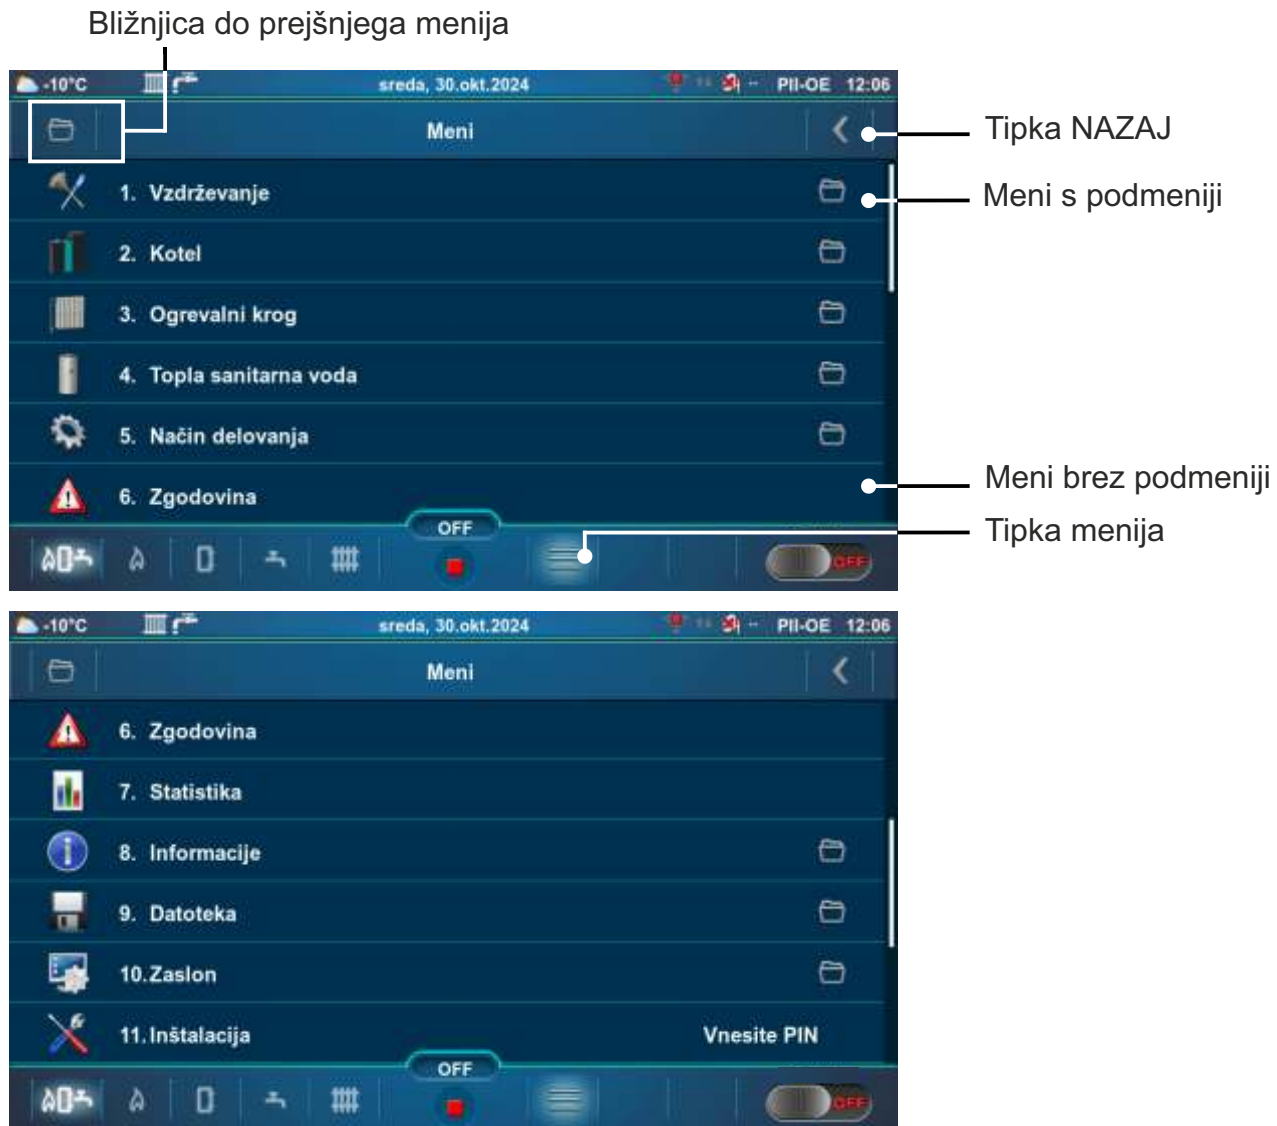 Bližnjica do prejšnjega menija
-10°C sreda, 30.okt.2024 -- PII-OE 12:06
Meni
Tipka NAZAJ
1. Vzdrževanje
Meni s podmeniji
2. Kotel
3. Ogrevalni krog
4. Topla sanitarna voda
5. Način delovanja
6. Zgodovina
Meni brez podmeniji
OFF
Tipka menija
OFF
-10°C sreda, 30.okt.2024 -- PII-OE 12:06
Meni
6. Zgodovina
7. Statistika
8. Informacije
9. Datoteka
10. Zaslon
11. Inštalacija Vnesite PIN
OFF
OFF